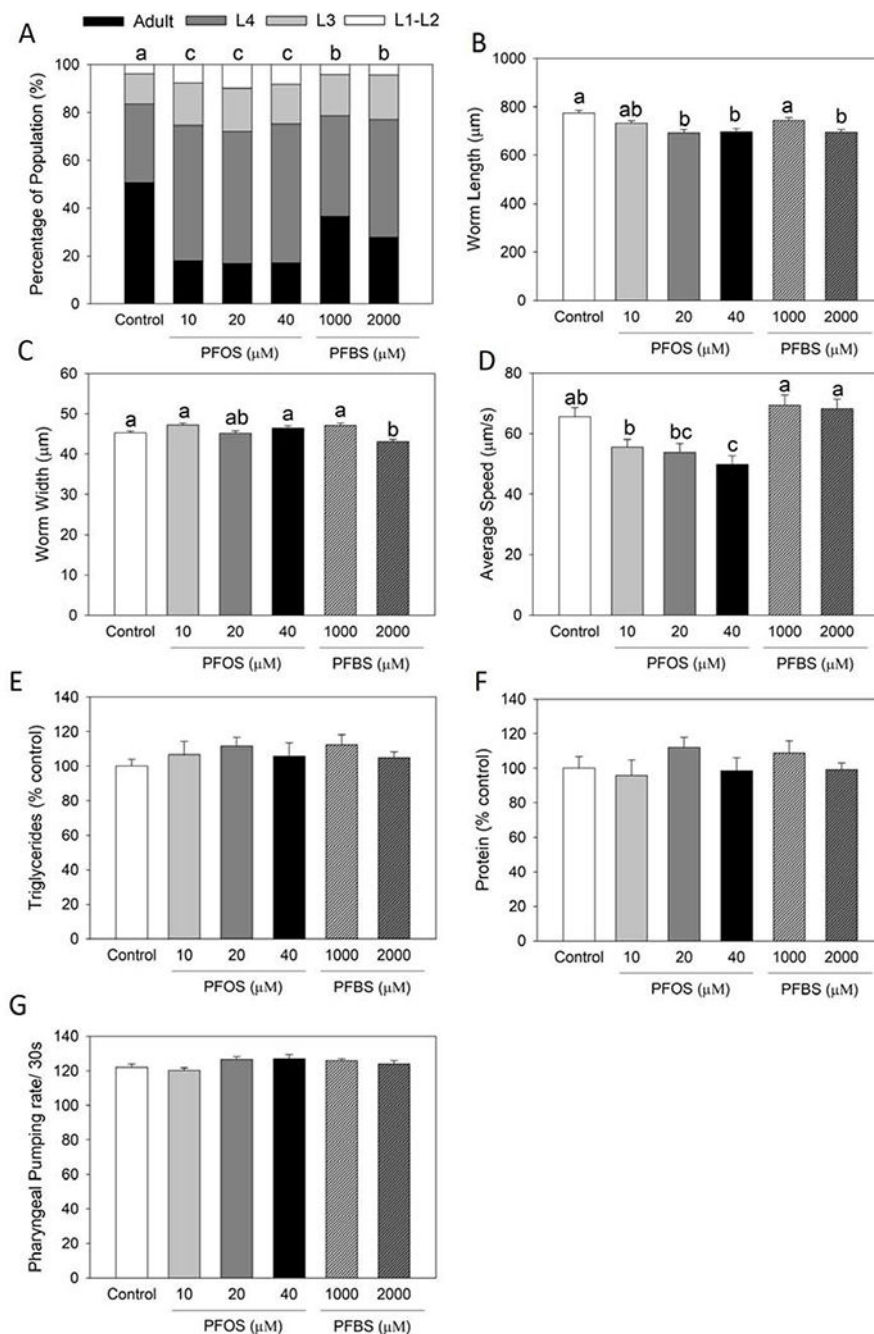 Adult L4 L3 L1-L2
A
a c c c b b
Percentage of Population (%)
100
80
60
40
20
0
Control 10 20 40 1000 2000
PFOS (µM) PFBS (µM)
B
a ab b b a b
Worm Length (µm)
1000
800
600
400
200
0
Control 10 20 40 1000 2000
PFOS (µM) PFBS (µM)
C
a a ab a a b
Worm Width (µm)
60
50
40
30
20
10
0
Control 10 20 40 1000 2000
PFOS (µM) PFBS (µM)
D
ab b bc c a a
Average Speed (µm/s)
80
60
40
20
0
Control 10 20 40 1000 2000
PFOS (µM) PFBS (µM)
E
Triglycerides (% control)
140
120
100
80
60
40
20
0
Control 10 20 40 1000 2000
PFOS (µM) PFBS (µM)
F
Protein (% control)
140
120
100
80
60
40
20
0
Control 10 20 40 1000 2000
PFOS (µM) PFBS (µM)
G
Pharyngeal Pumping rate/ 30s
140
120
100
80
60
40
20
0
Control 10 20 40 1000 2000
PFOS (µM) PFBS (µM)